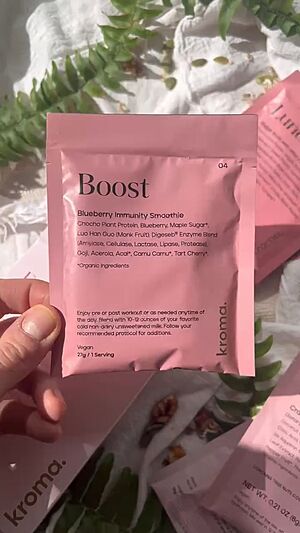 04
Boost
Blueberry Immunity Smoothie
Chocho Plant Protein, Blueberry, Maple Sugar*,
Luo Han Guo (Monk Fruit), Digeseb® Enzyme Blend
(Amylase, Cellulase, Lactase, Lipase, Protease),
Goji, Acerola, Acai*, Camu Camu*, Tart Cherry*.
*Organic Ingredients
Enjoy pre or post workout or as needed anytime of
the day. Blend with 10-12 ounces of your favorite
cold non-dairy unsweetened milk. Follow your
recommended protocol for additions.
Vegan
27g / 1 Serving
kroma.
kroma.
NET WT. 0.21 OZ (6g